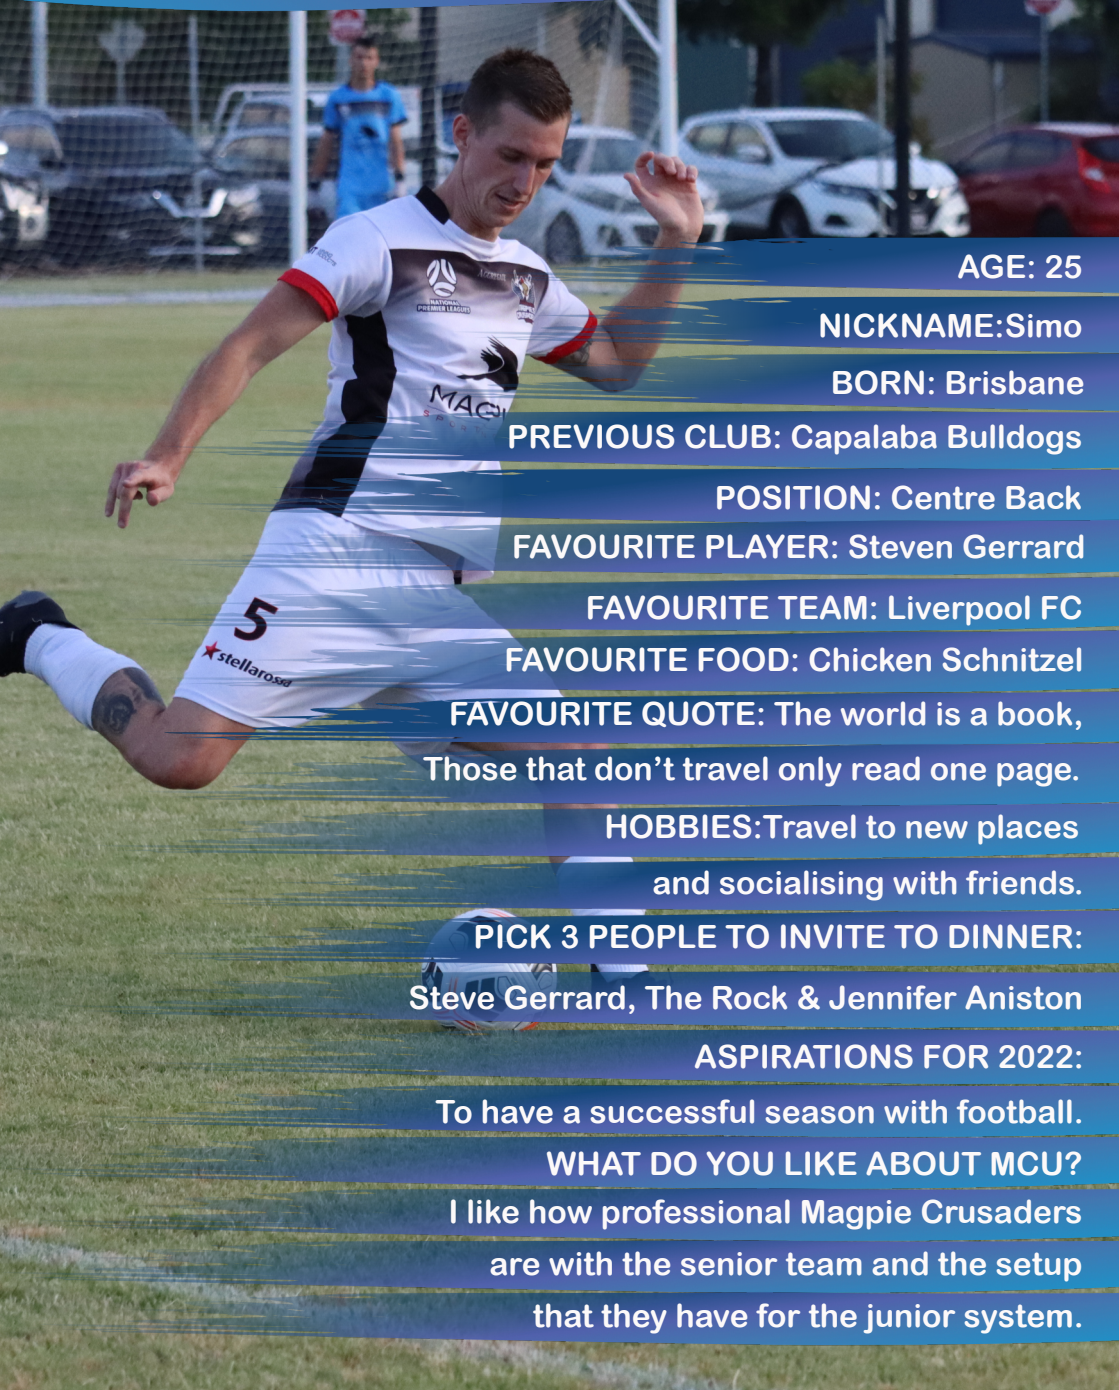 NATIONAL
PREMIER LEAGUES
MAGPI
5
stellarossa
AGE: 25
NICKNAME:Simo
BORN: Brisbane
PREVIOUS CLUB: Capalaba Bulldogs
POSITION: Centre Back
FAVOURITE PLAYER: Steven Gerrard
FAVOURITE TEAM: Liverpool FC
FAVOURITE FOOD: Chicken Schnitzel
FAVOURITE QUOTE: The world is a book,
Those that don’t travel only read one page.
HOBBIES:Travel to new places
and socialising with friends.
PICK 3 PEOPLE TO INVITE TO DINNER:
Steve Gerrard, The Rock & Jennifer Aniston
ASPIRATIONS FOR 2022:
To have a successful season with football.
WHAT DO YOU LIKE ABOUT MCU?
I like how professional Magpie Crusaders
are with the senior team and the setup
that they have for the junior system.